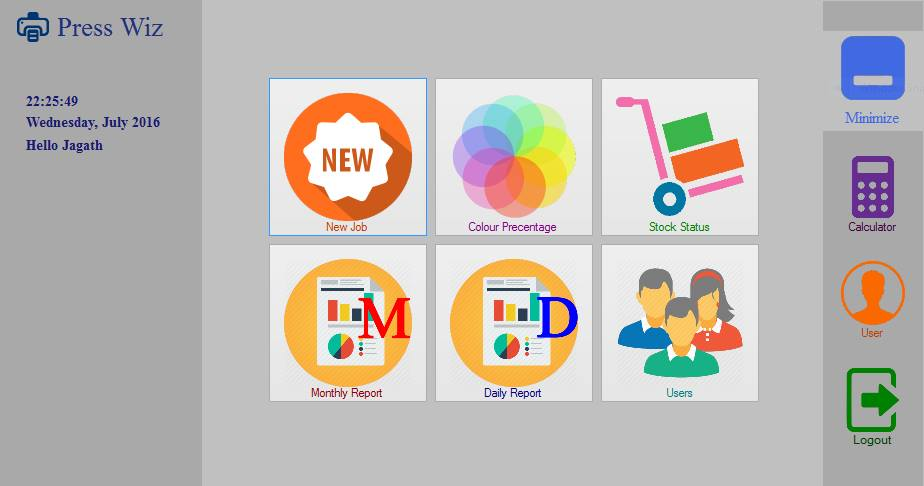 Press Wiz
22:25:49
Wednesday, July 2016
Hello Jagath
NEW
New Job
Colour Precentage
Stock Status
M
Monthly Report
D
Daily Report
Users
Minimize
Calculator
User
Logout